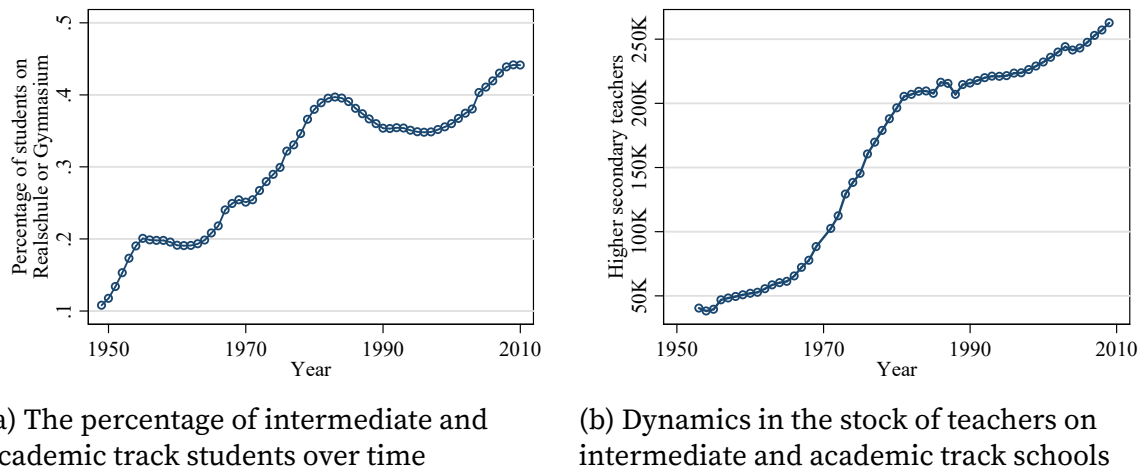 Percentage of students on
Realschule or Gymnasium
.5
.4
.3
.2
.1
1950 1970 1990 2010
Year
Higher secondary teachers
250K
200K
150K
100K
50K
1950 1970 1990 2010
Year
a) The percentage of intermediate and
cademic track students over time
(b) Dynamics in the stock of teachers on
intermediate and academic track schools